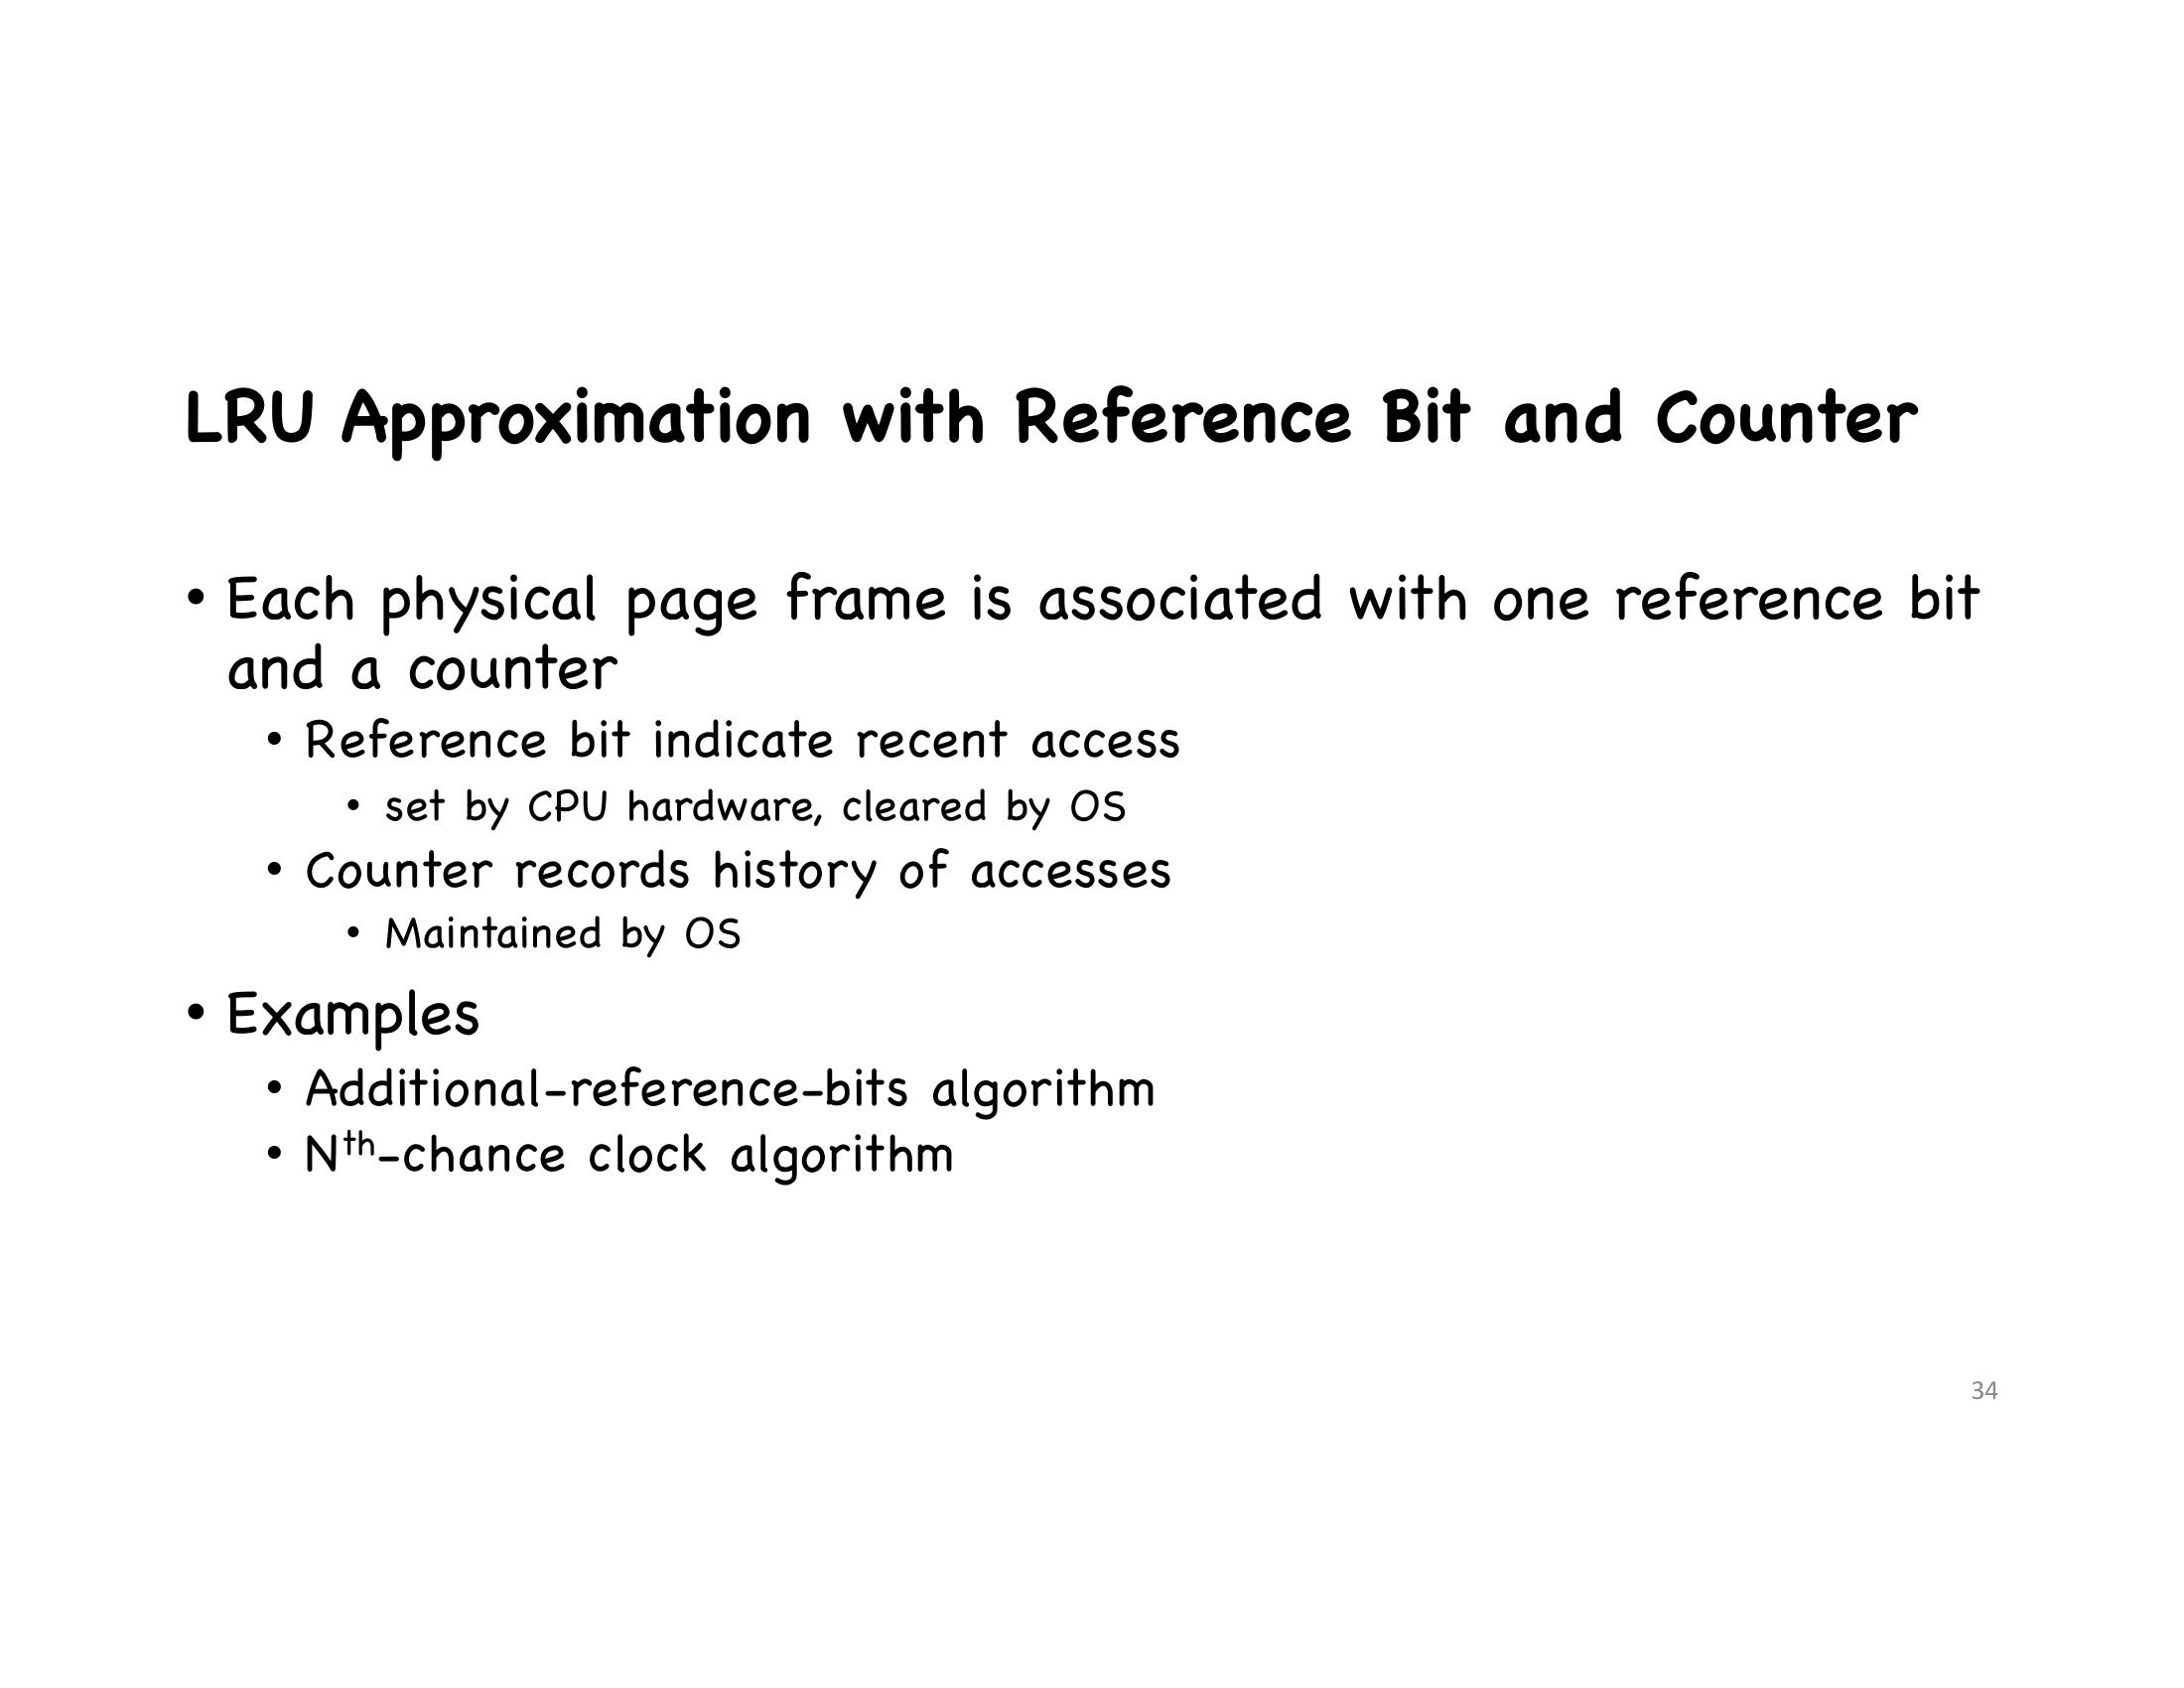 LRU Approximation with Reference Bit and Counter
• Each physical page frame is associated with one reference bit
and a counter
• Reference bit indicate recent access
• set by CPU hardware, cleared by OS
• Counter records history of accesses
• Maintained by OS
• Examples
• Additional-reference-bits algorithm
• Nth-chance clock algorithm
34